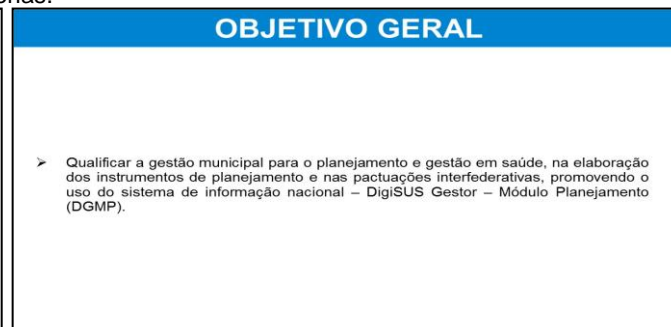 OBJETIVO GERAL
➢ Qualificar a gestão municipal para o planejamento e gestão em saúde, na elaboração
dos instrumentos de planejamento e nas pactuações interfederativas, promovendo o
uso do sistema de informação nacional – DigiSUS Gestor – Módulo Planejamento
(DGMP).